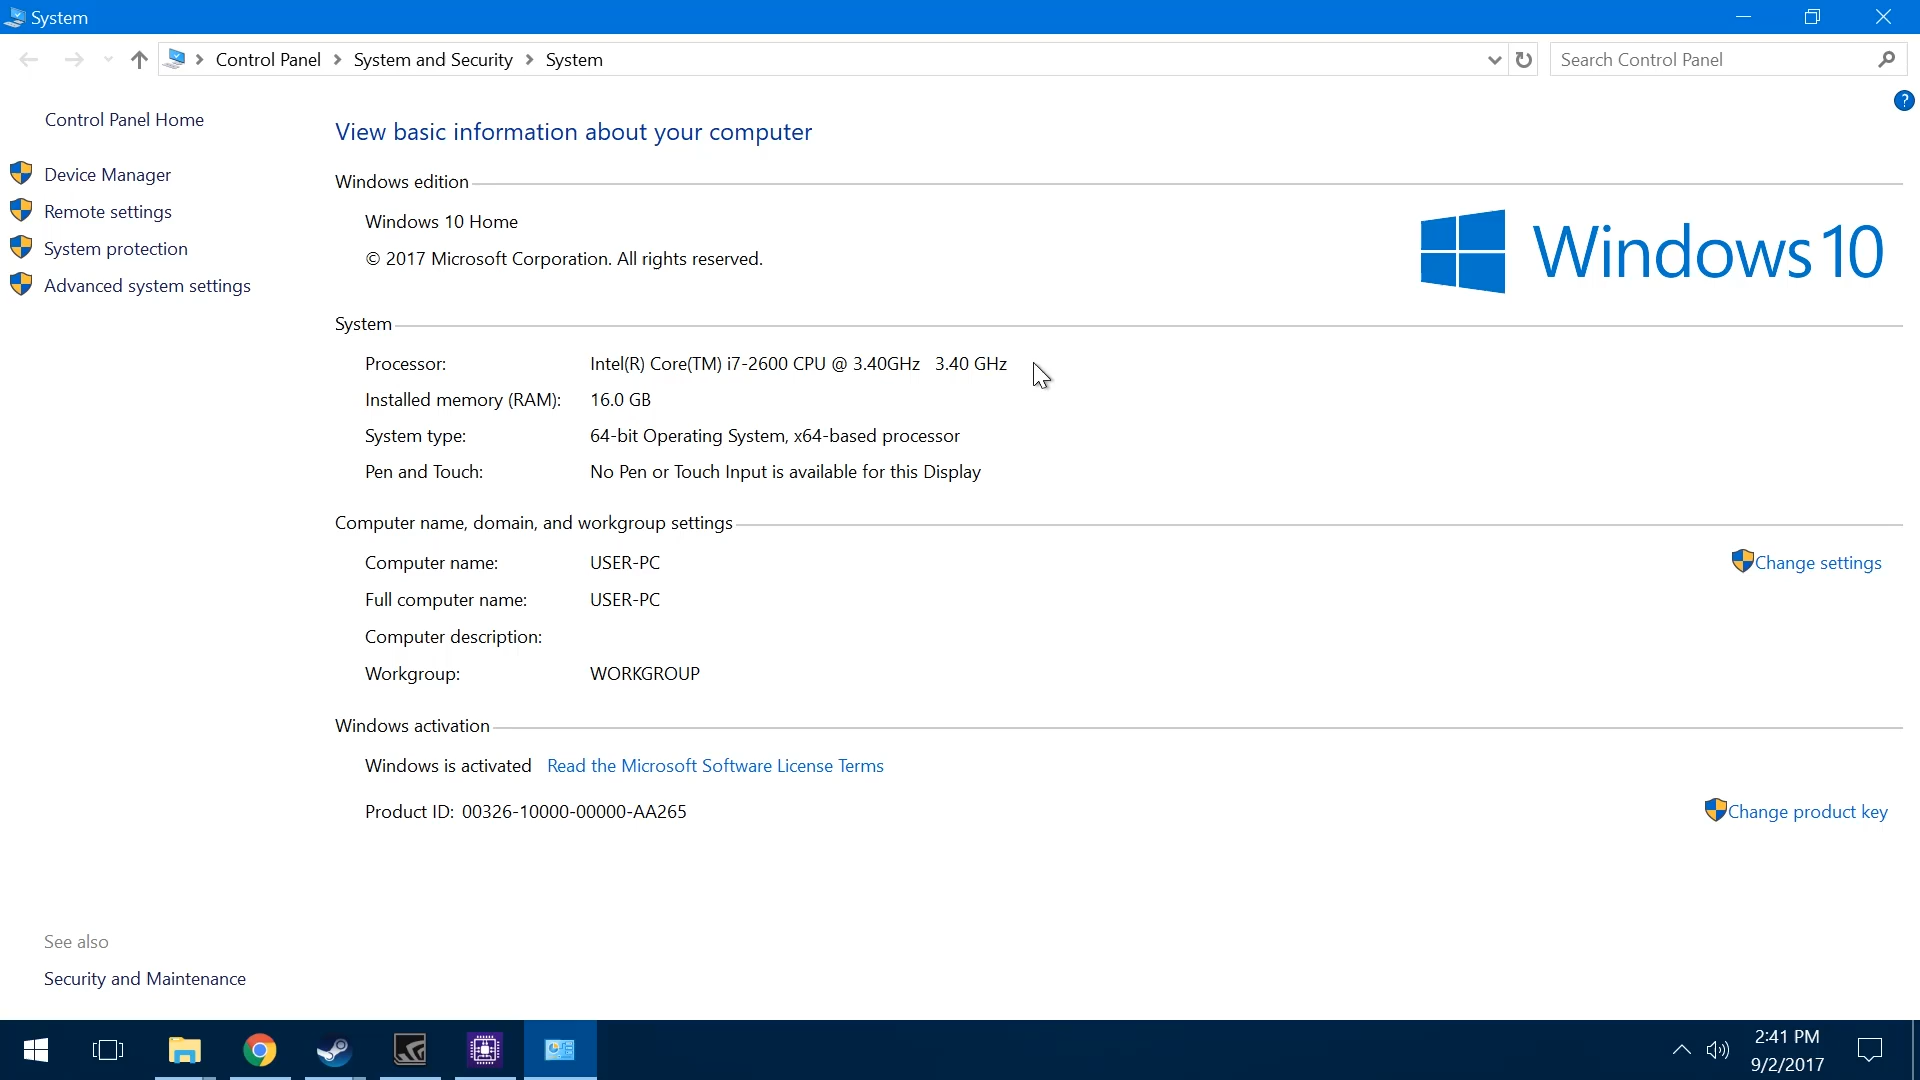 System
Control Panel
System and Security
System
Search Control Panel
?
Control Panel Home
Device Manager
Remote settings
System protection
Advanced system settings
View basic information about your computer
Windows edition
Windows 10 Home
© 2017 Microsoft Corporation. All rights reserved.
Windows 10
System
Processor: Intel(R) Core(TM) i7-2600 CPU @ 3.40GHz 3.40 GHz
Installed memory (RAM): 16.0 GB
System type: 64-bit Operating System, x64-based processor
Pen and Touch: No Pen or Touch Input is available for this Display
Computer name, domain, and workgroup settings
Computer name: USER-PC
Change settings
Full computer name: USER-PC
Computer description:
Workgroup: WORKGROUP
Windows activation
Windows is activated Read the Microsoft Software License Terms
Product ID: 00326-10000-00000-AA265
Change product key
See also
Security and Maintenance
2:41 PM
9/2/2017